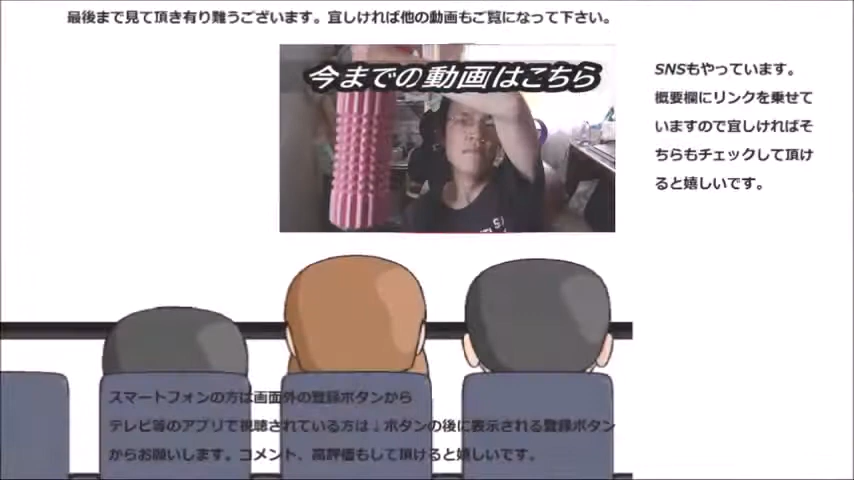 最後まで見て頂き有り難うございます。宜しければ他の動画もご覧になって下さい。
今までの動画はこちら
SNSもやっています。
概要欄にリンクを乗せて
いますので宜しければそ
ちらもチェックして頂け
ると嬉しいです。
スマートフォンの方は画面外の登録ボタンから
テレビ等のアプリで視聴されている方は↓ボタンの後に表示される登録ボタン
からお願いします。コメント、高評価もして頂けると嬉しいです。